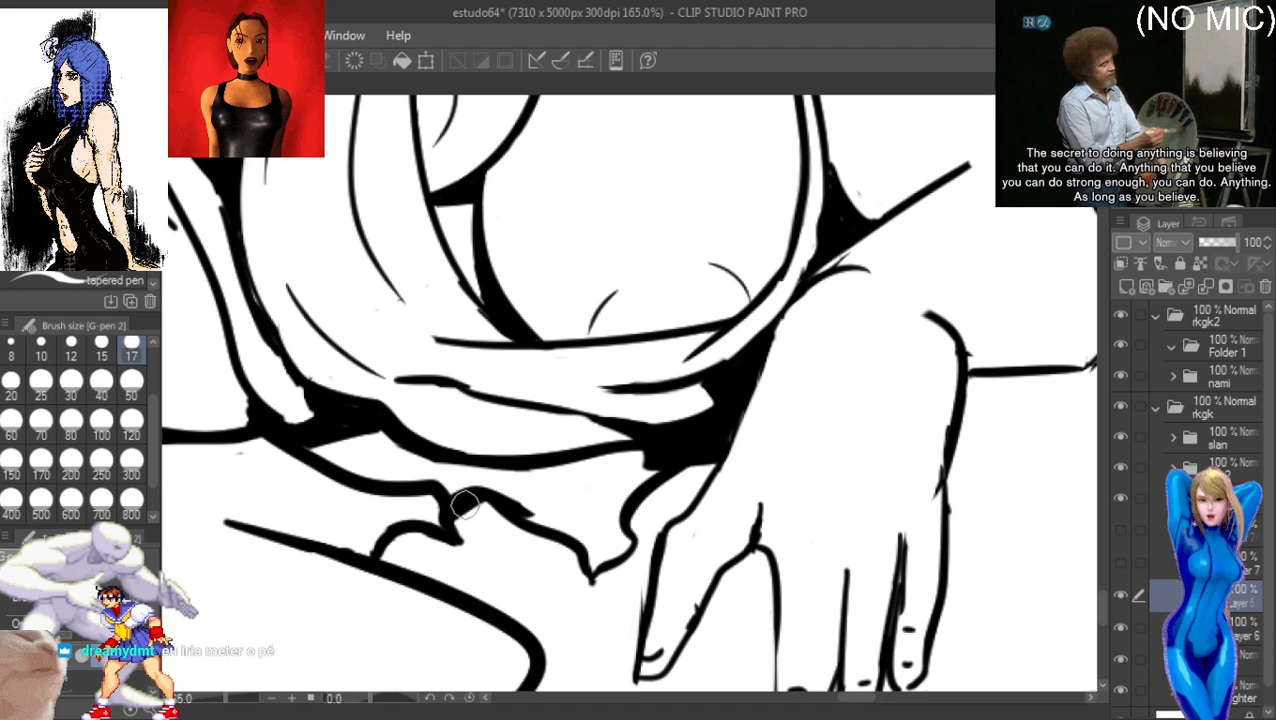 estudo64* (7310 x 5000px 300dpi 165.0%) - CLIP STUDIO PAINT PRO
(NO MIC)
Window Help
The secret to doing anything is believing
that you can do it. Anything that you believe
you can do strong enough, you can do. Anything.
As long as you believe.
Layer
100
tapered pen
Brush size [G-pen 2]
8 10 12 15 17
20 25 30 40 50
60 70 80 100 120
150 170 200 250 300
400 500 600 700 800
100 % Normal
rkgk2
100 % Norm
Folder 1
100 % Norm
nami
100 % Normal
rkgk
100 % Norm
slan
dreamydmt: eu iria meter o pé
5.0
0.0